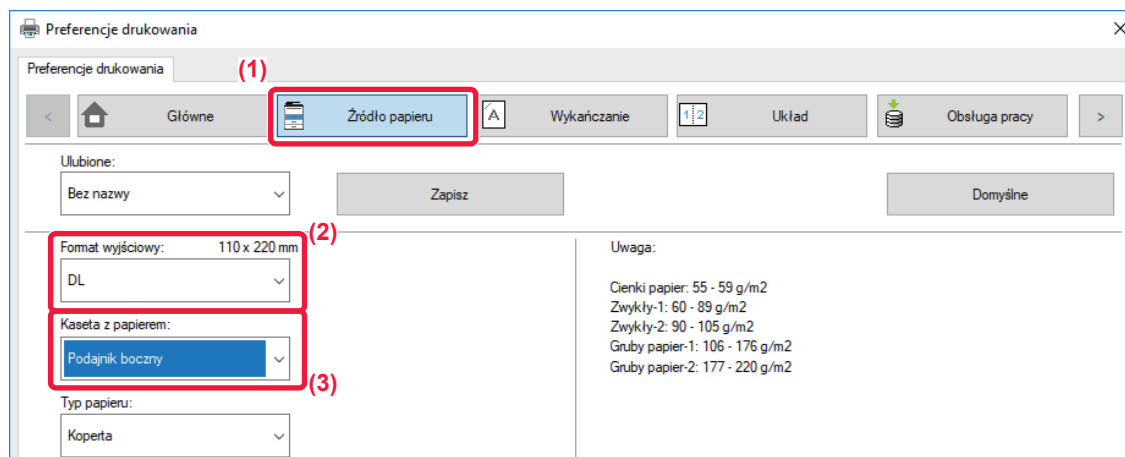 Preferencje drukowania
Preferencje drukowania
(1)
< Główne Źródło papieru A Wykańczanie 1 2 Układ Obsługa pracy >
Ulubione:
Bez nazwy Zapisz Domyślne
(2)
Format wyjściowy: 110 x 220 mm
DL
Kaseta z papierem:
Podajnik boczny
(3)
Typ papieru:
Koperta
Uwaga:
Cienki papier: 55 - 59 g/m2
Zwykły-1: 60 - 89 g/m2
Zwykły-2: 90 - 105 g/m2
Gruby papier-1: 106 - 176 g/m2
Gruby papier-2: 177 - 220 g/m2